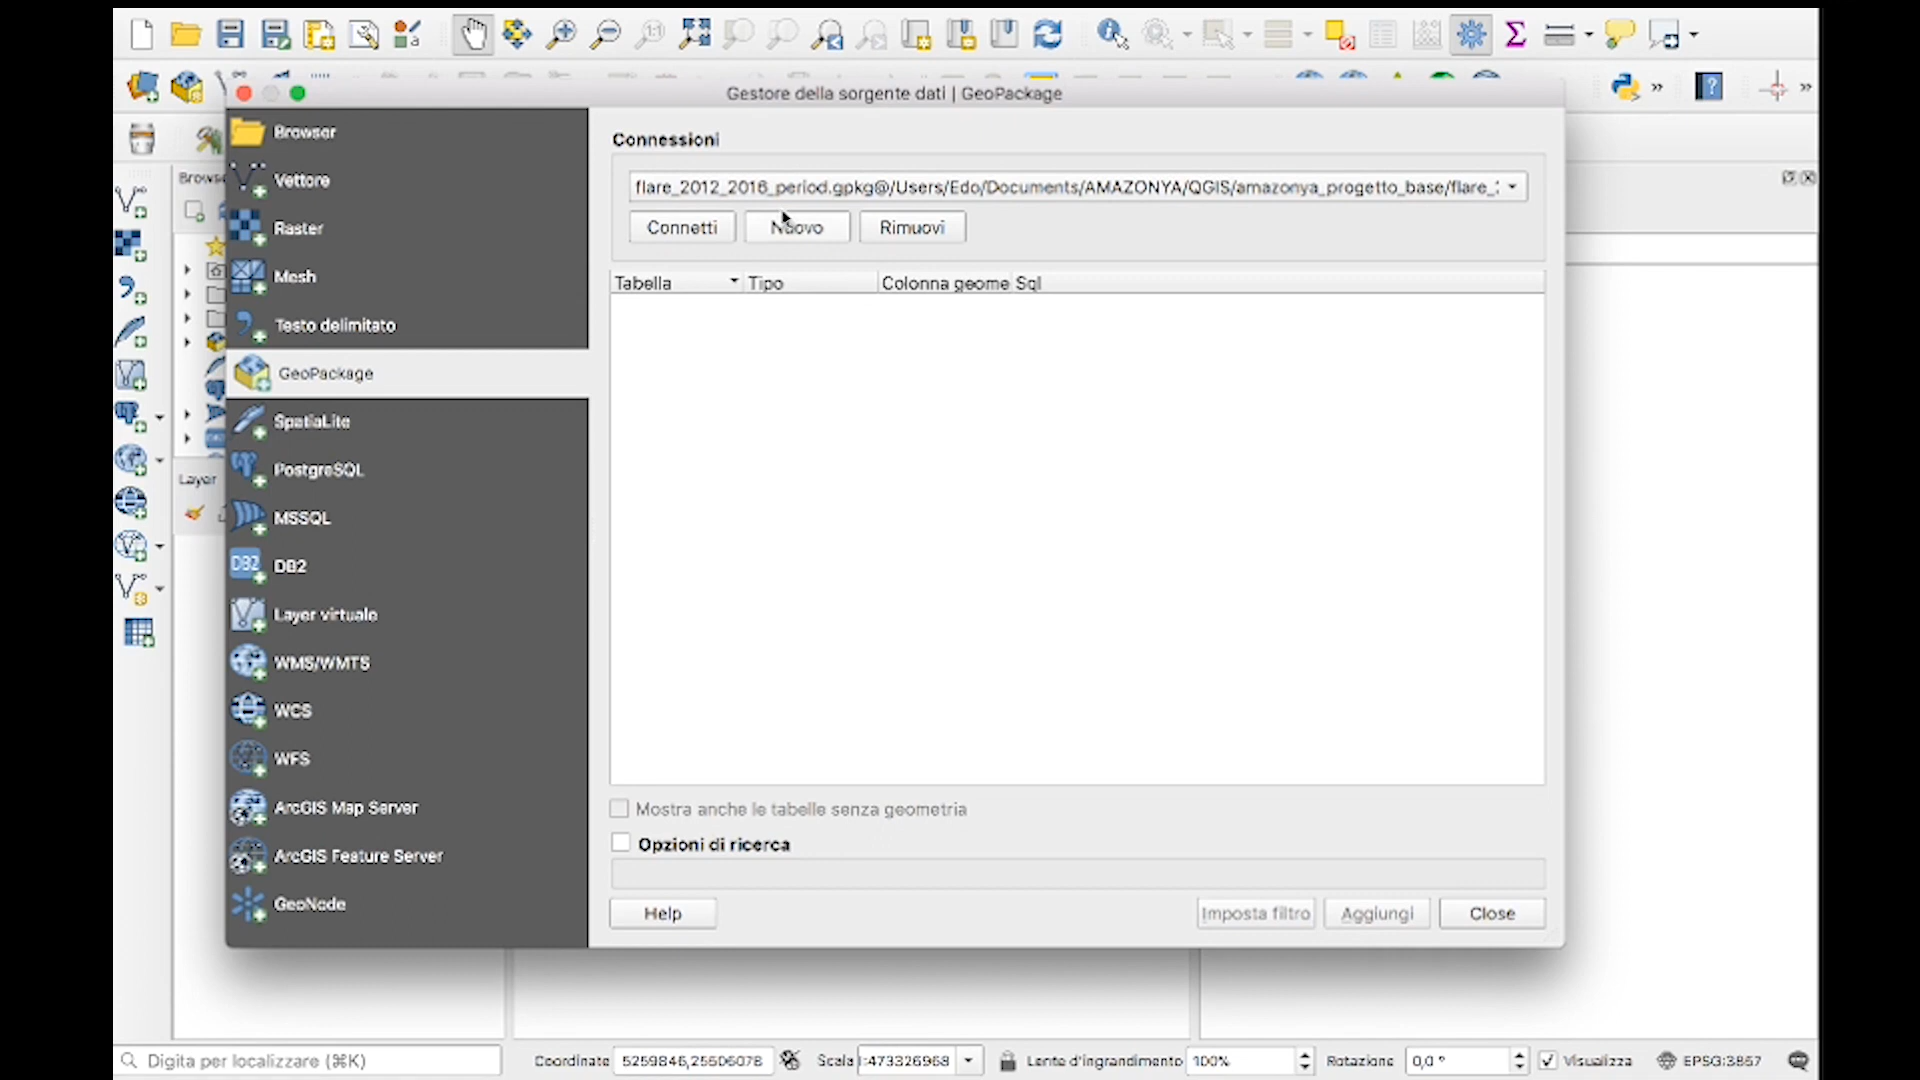 Gestore della sorgente dati | GeoPackage
Browser
Vettore
Raster
Mesh
Testo delimitato
GeoPackage
SpatiaLite
PostgreSQL
MSSQL
DB2
DB2
Layer virtuale
WMS/WMTS
WCS
WFS
ArcGIS Map Server
ArcGIS Feature Server
GeoNode
Connessioni
flare_2012_2016_period.gpkg@/Users/Edo/Documents/AMAZONYA/QGIS/amazonya_progetto_base/flare_
Connetti
Nuovo
Rimuovi
Tabella
Tipo
Colonna geome
Sql
Mostra anche le tabelle senza geometria
Opzioni di ricerca
Help
Imposta filtro
Aggiungi
Close
Layer
Digita per localizzare (⌘K)
Coordinate
5259846,25606078
Scala
1:473326968
Lente d'ingrandimento
100%
Rotazione
0,0 °
Visualizza
EPSG:3857